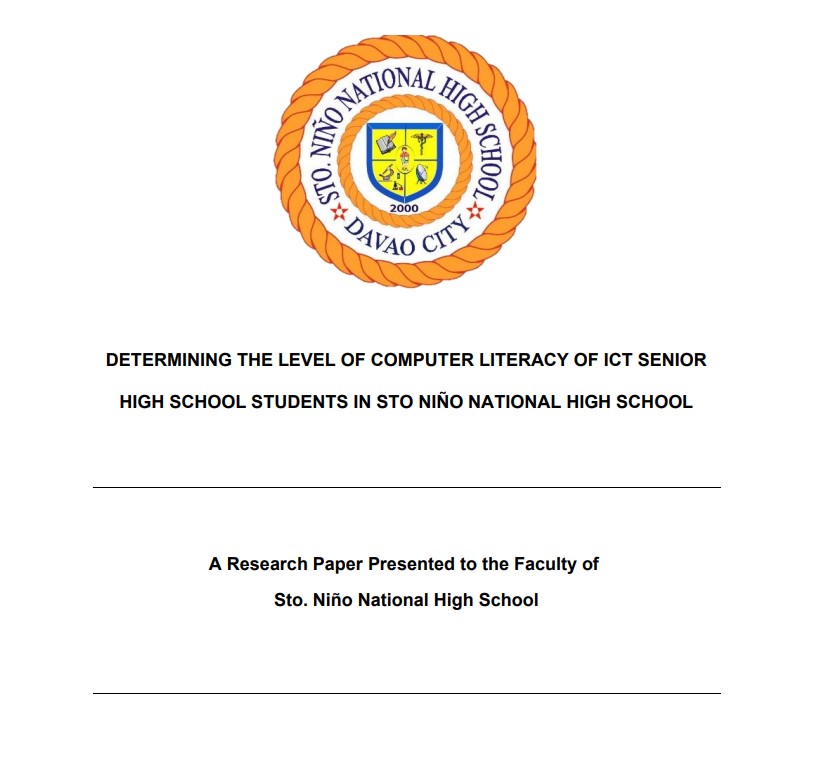 STO. NIÑO NATIONAL HIGH SCHOOL
2000
DAVAO CITY
DETERMINING THE LEVEL OF COMPUTER LITERACY OF ICT SENIOR
HIGH SCHOOL STUDENTS IN STO NIÑO NATIONAL HIGH SCHOOL
A Research Paper Presented to the Faculty of
Sto. Niño National High School